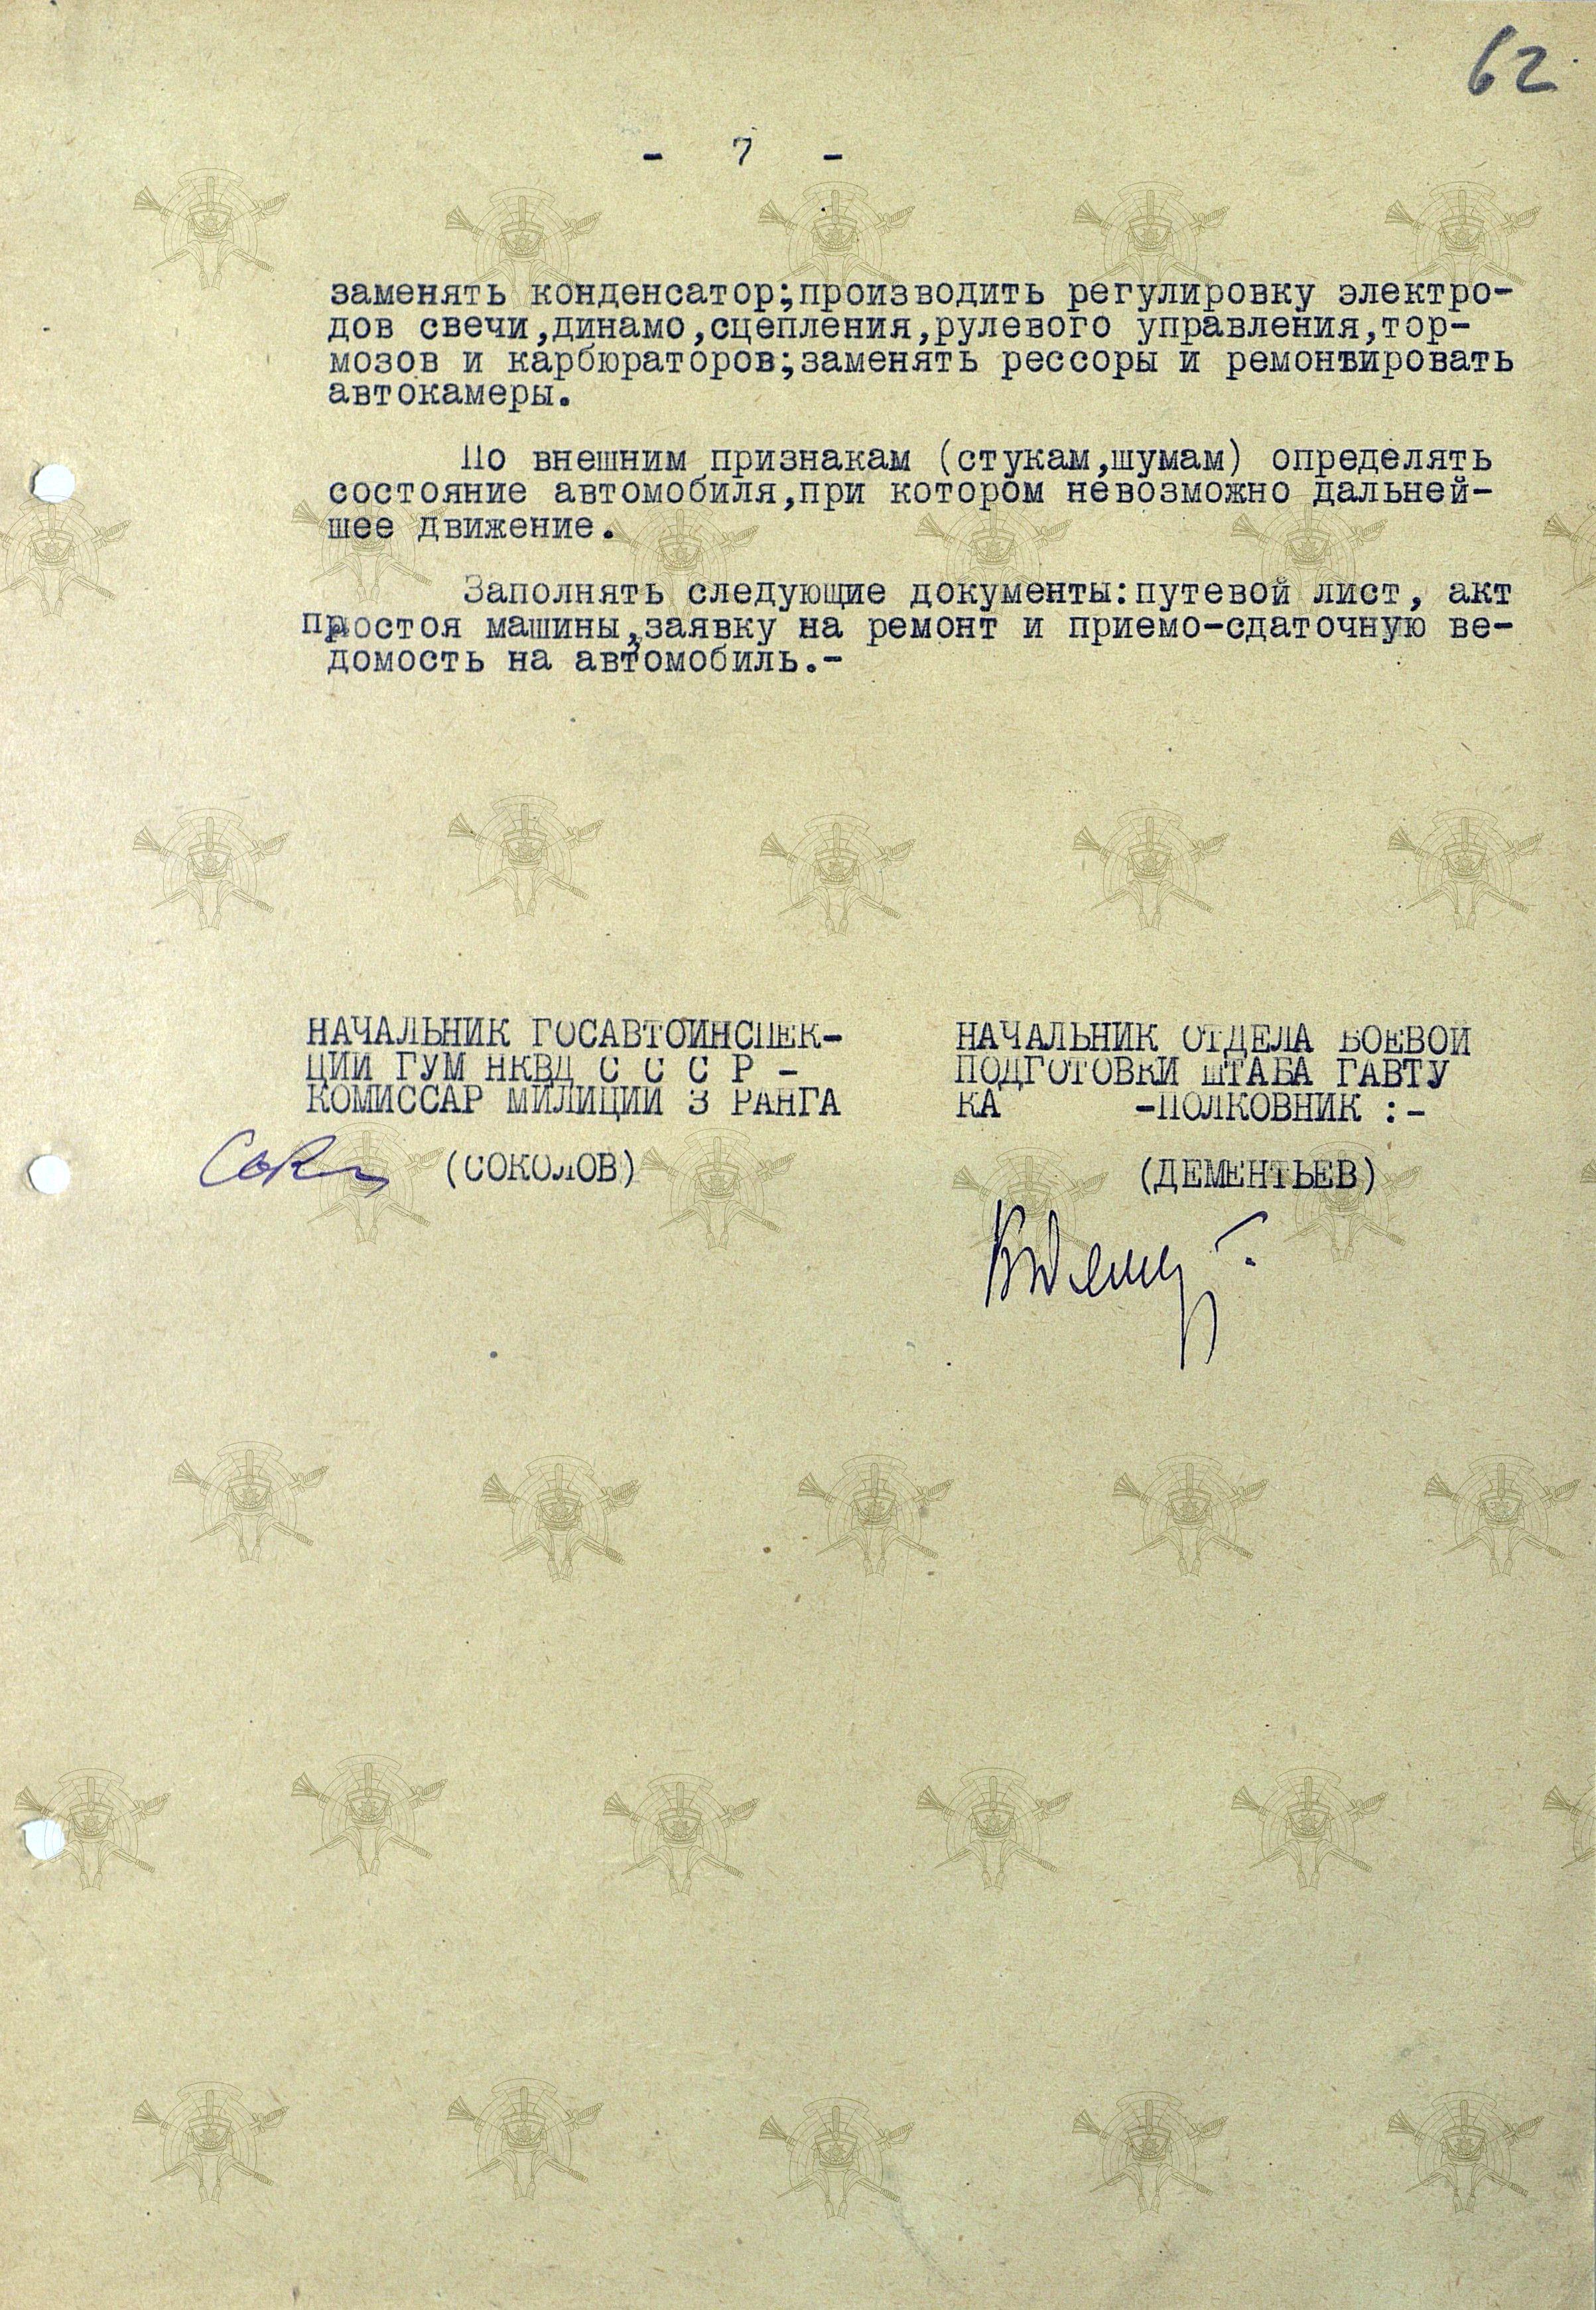 62
- 7 -
заменять конденсатор;производить регулировку электро-
дов свечи,динамо,сцепления,рулевого управления,тор-
мозов и карбюраторов;заменять рессоры и ремонтировать
автокамеры.
По внешним признакам (стукам,шумам) определять
состояние автомобиля,при котором невозможно дальней-
шее движение.
Заполнять следующие документы:путевой лист, акт
простоя машины,заявку на ремонт и приемо-сдаточную ве-
домость на автомобиль.-
НАЧАЛЬНИК ГОСАВТОИНСПЕК-
ЦИИ ГУМ НКВД С С С Р -
КОМИССАР МИЛИЦИИ 3 РАНГА
(СОКОЛОВ)
НАЧАЛЬНИК ОТДЕЛА БОЕВОЙ
ПОДГОТОВКИ ШТАБА ГАВТУ
КА -ПОЛКОВНИК :-
(ДЕМЕНТЬЕВ)